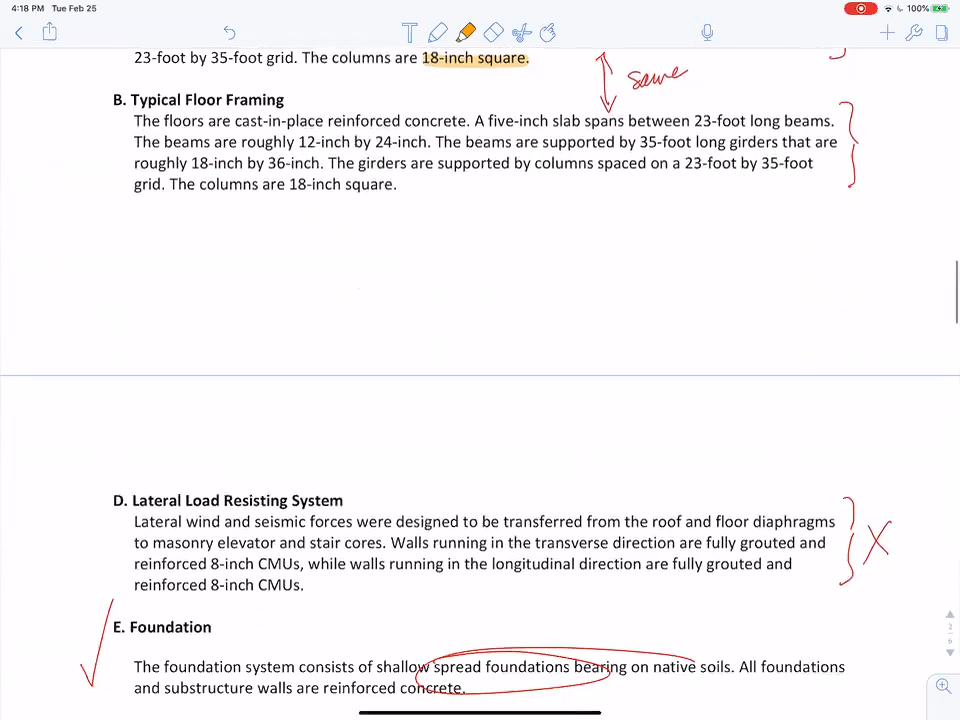 4:18 PM Tue Feb 25
100%
23-foot by 35-foot grid. The columns are 18-inch square.
same
B. Typical Floor Framing
The floors are cast-in-place reinforced concrete. A five-inch slab spans between 23-foot long beams.
The beams are roughly 12-inch by 24-inch. The beams are supported by 35-foot long girders that are
roughly 18-inch by 36-inch. The girders are supported by columns spaced on a 23-foot by 35-foot
grid. The columns are 18-inch square.
D. Lateral Load Resisting System
Lateral wind and seismic forces were designed to be transferred from the roof and floor diaphragms
to masonry elevator and stair cores. Walls running in the transverse direction are fully grouted and
reinforced 8-inch CMUs, while walls running in the longitudinal direction are fully grouted and
reinforced 8-inch CMUs.
X
E. Foundation
The foundation system consists of shallow spread foundations bearing on native soils. All foundations
and substructure walls are reinforced concrete.
2
6